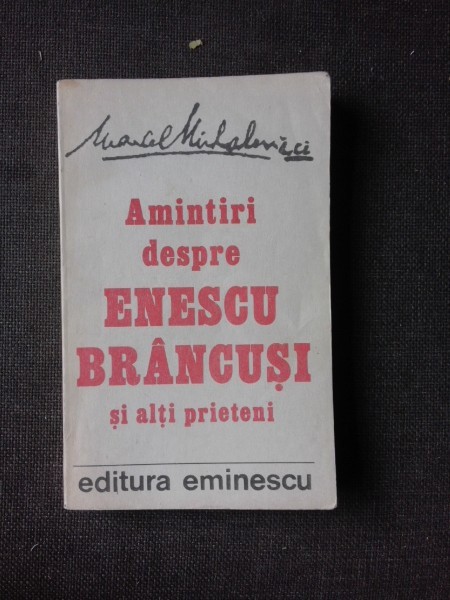 Marcel Mihalovici
Amintiri
despre
ENESCU
BRÂNCUȘI
și alți prieteni
editura eminescu